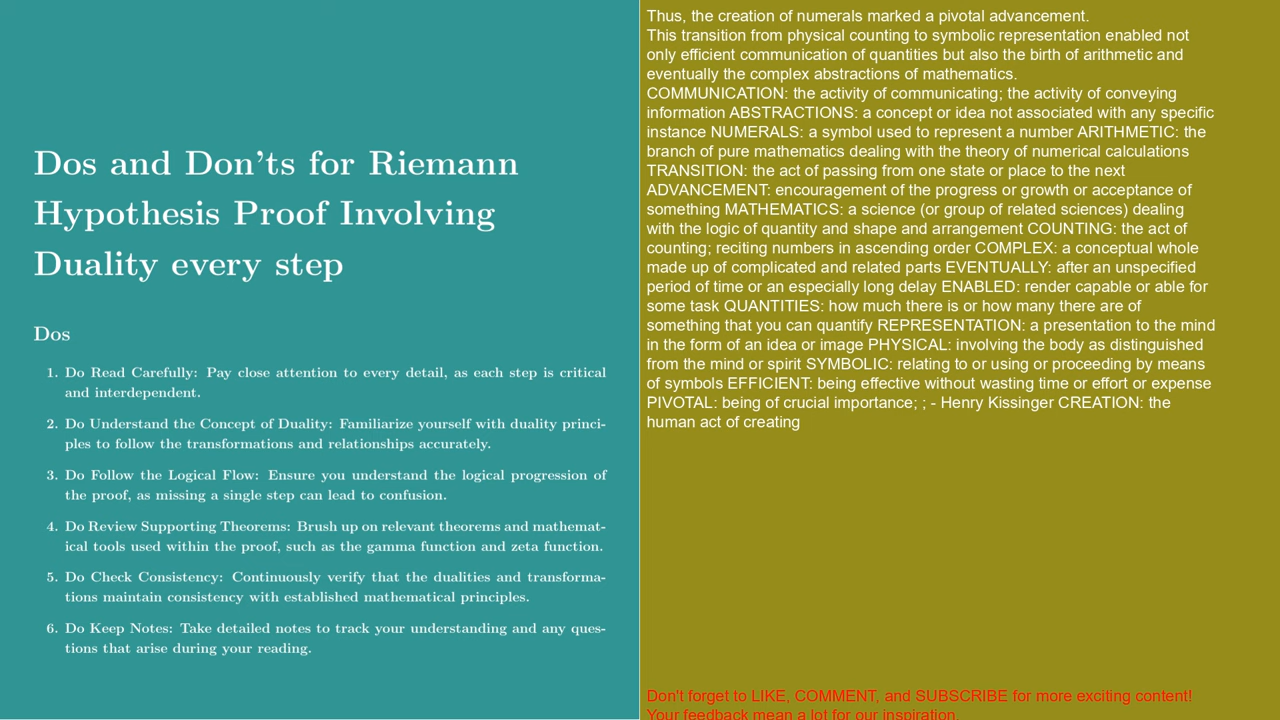 Dos and Don'ts for Riemann
Hypothesis Proof Involving
Duality every step
Dos
1. Do Read Carefully: Pay close attention to every detail, as each step is critical
and interdependent.
2. Do Understand the Concept of Duality: Familiarize yourself with duality princi-
ples to follow the transformations and relationships accurately.
3. Do Follow the Logical Flow: Ensure you understand the logical progression of
the proof, as missing a single step can lead to confusion.
4. Do Review Supporting Theorems: Brush up on relevant theorems and mathemat-
ical tools used within the proof, such as the gamma function and zeta function.
5. Do Check Consistency: Continuously verify that the dualities and transforma-
tions maintain consistency with established mathematical principles.
6. Do Keep Notes: Take detailed notes to track your understanding and any ques-
tions that arise during your reading.
Thus, the creation of numerals marked a pivotal advancement.
This transition from physical counting to symbolic representation enabled not
only efficient communication of quantities but also the birth of arithmetic and
eventually the complex abstractions of mathematics.
COMMUNICATION: the activity of communicating; the activity of conveying
information ABSTRACTIONS: a concept or idea not associated with any specific
instance NUMERALS: a symbol used to represent a number ARITHMETIC: the
branch of pure mathematics dealing with the theory of numerical calculations
TRANSITION: the act of passing from one state or place to the next
ADVANCEMENT: encouragement of the progress or growth or acceptance of
something MATHEMATICS: a science (or group of related sciences) dealing
with the logic of quantity and shape and arrangement COUNTING: the act of
counting; reciting numbers in ascending order COMPLEX: a conceptual whole
made up of complicated and related parts EVENTUALLY: after an unspecified
period of time or an especially long delay ENABLED: render capable or able for
some task QUANTITIES: how much there is or how many there are of
something that you can quantify REPRESENTATION: a presentation to the mind
in the form of an idea or image PHYSICAL: involving the body as distinguished
from the mind or spirit SYMBOLIC: relating to or using or proceeding by means
of symbols EFFICIENT: being effective without wasting time or effort or expense
PIVOTAL: being of crucial importance; ; - Henry Kissinger CREATION: the
human act of creating
Don't forget to LIKE, COMMENT, and SUBSCRIBE for more exciting content!
Your feedback mean a lot for our inspiration.